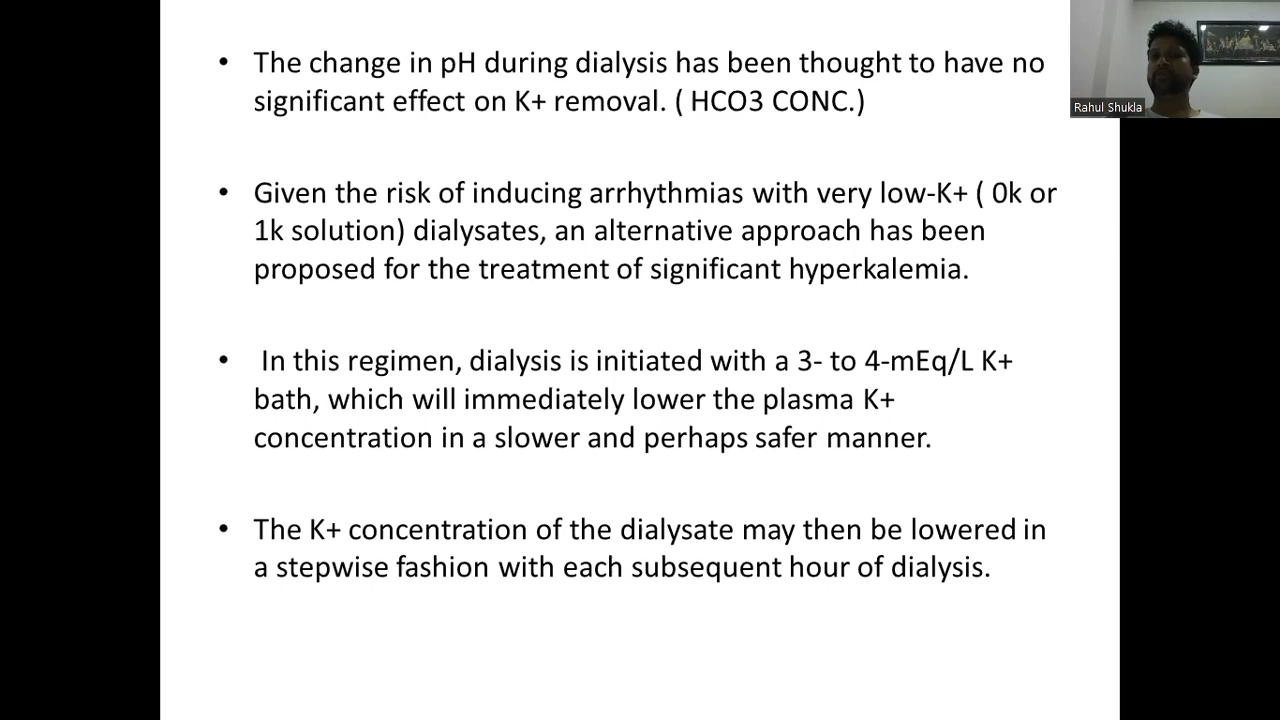 • The change in pH during dialysis has been thought to have no
significant effect on K+ removal. ( HCO3 CONC.)
• Given the risk of inducing arrhythmias with very low-K+ ( 0k or
1k solution) dialysates, an alternative approach has been
proposed for the treatment of significant hyperkalemia.
• In this regimen, dialysis is initiated with a 3- to 4-mEq/L K+
bath, which will immediately lower the plasma K+
concentration in a slower and perhaps safer manner.
• The K+ concentration of the dialysate may then be lowered in
a stepwise fashion with each subsequent hour of dialysis.
Rahul Shukla